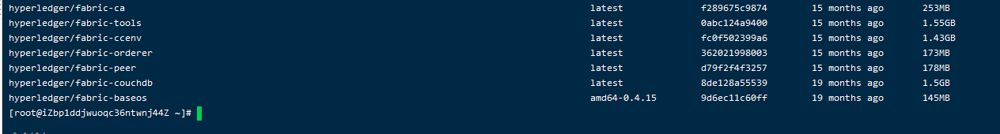 hyperledger/fabric-ca latest f289675c9874 15 months ago 253MB
hyperledger/fabric-tools latest 0abc124a9400 15 months ago 1.55GB
hyperledger/fabric-ccenv latest fc0f502399a6 15 months ago 1.43GB
hyperledger/fabric-orderer latest 362021998003 15 months ago 173MB
hyperledger/fabric-peer latest d79f2f4f3257 15 months ago 178MB
hyperledger/fabric-couchdb latest 8de128a55539 19 months ago 1.5GB
hyperledger/fabric-baseos amd64-0.4.15 9d6ec11c60ff 19 months ago 145MB
[root@iZbp1ddjwuoqc36ntwnj44Z ~]#